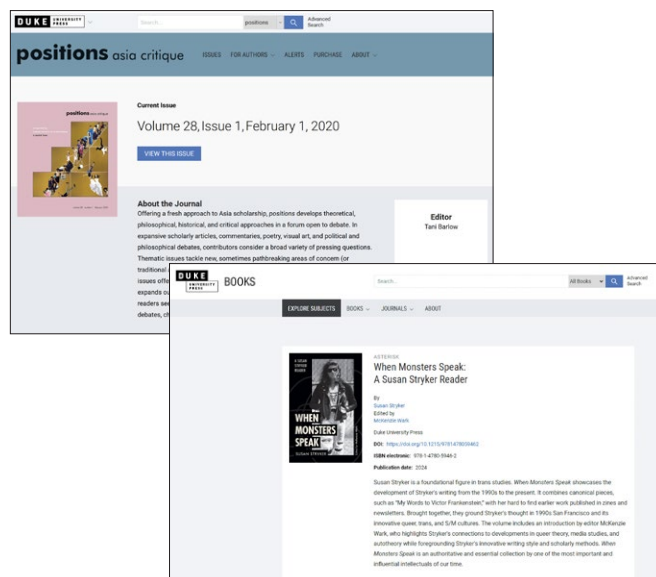 DUKE UNIVERSITY PRESS
Search...
positions
Advanced Search
positions asia critique
ISSUES FOR AUTHORS ALERTS PURCHASE ABOUT
positions asia critique
Current Issue
Volume 28, Issue 1, February 1, 2020
VIEW THIS ISSUE
About the Journal
Offering a fresh approach to Asia scholarship, positions develops theoretical,
philosophical, historical, and critical approaches in a forum open to debate. In
expansive scholarly articles, commentaries, poetry, visual art, and political and
philosophical debates, contributors consider a broad variety of pressing questions.
Thematic issues tackle new, sometimes pathbreaking areas of concern (or
traditional
issues offe
expands ou
readers see
debates, ch
Editor
Tani Barlow
DUKE UNIVERSITY PRESS
BOOKS
Search...
All Books
Advanced Search
EXPLORE SUBJECTS BOOKS JOURNALS ABOUT
A SUSAN
STRYKER
READER
WHEN
MONSTERS
SPEAK
SUSAN STRYKER
ASTERISK
When Monsters Speak:
A Susan Stryker Reader
By
Susan Stryker
Edited by
McKenzie Wark
Duke University Press
DOI: https://doi.org/10.1215/9781478059462
ISBN electronic: 978-1-4780-5946-2
Publication date: 2024
Susan Stryker is a foundational figure in trans studies. When Monsters Speak showcases the
development of Stryker's writing from the 1990s to the present. It combines canonical pieces,
such as "My Words to Victor Frankenstein," with her hard to find earlier work published in zines and
newsletters. Brought together, they ground Stryker's thought in 1990s San Francisco and its
innovative queer, trans, and S/M cultures. The volume includes an introduction by editor McKenzie
Wark, who highlights Stryker's connections to developments in queer theory, media studies, and
autotheory while foregrounding Stryker's innovative writing style and scholarly methods. When
Monsters Speak is an authoritative and essential collection by one of the most important and
influential intellectuals of our time.